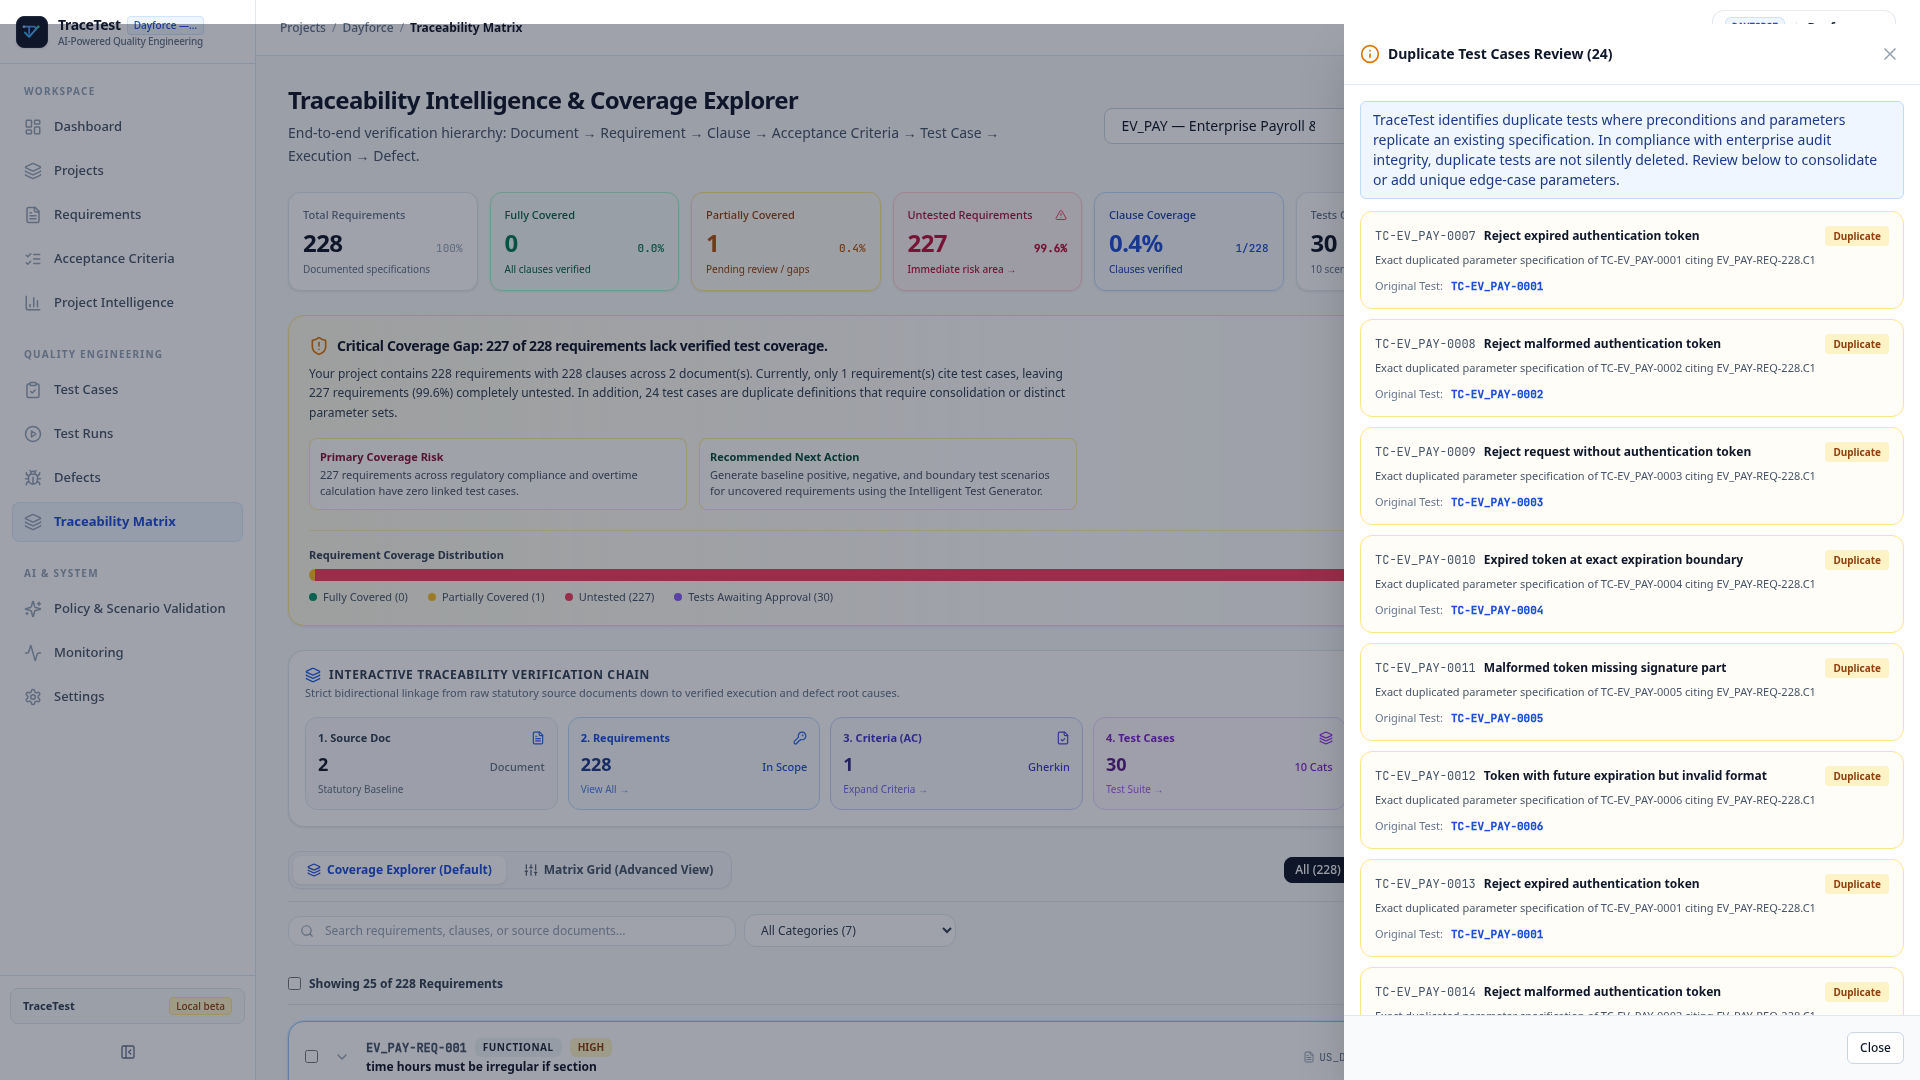 TraceTest
Dayforce —...
AI-Powered Quality Engineering
WORKSPACE
Dashboard
Projects
Requirements
Acceptance Criteria
Project Intelligence
QUALITY ENGINEERING
Test Cases
Test Runs
Defects
Traceability Matrix
AI & SYSTEM
Policy & Scenario Validation
Monitoring
Settings
TraceTest
Local beta
Projects / Dayforce / Traceability Matrix
Traceability Intelligence & Coverage Explorer
End-to-end verification hierarchy: Document → Requirement → Clause → Acceptance Criteria → Test Case →
Execution → Defect.
EV_PAY — Enterprise Payroll &
Total Requirements
228
100%
Documented specifications
Fully Covered
0
0.0%
All clauses verified
Partially Covered
1
0.4%
Pending review / gaps
Untested Requirements
227
99.6%
Immediate risk area →
Clause Coverage
0.4%
1/228
Clauses verified
Tests
30
Critical Coverage Gap: 227 of 228 requirements lack verified test coverage.
Your project contains 228 requirements with 228 clauses across 2 document(s). Currently, only 1 requirement(s) cite test cases, leaving
227 requirements (99.6%) completely untested. In addition, 24 test cases are duplicate definitions that require consolidation or distinct
parameter sets.
Primary Coverage Risk
227 requirements across regulatory compliance and overtime
calculation have zero linked test cases.
Recommended Next Action
Generate baseline positive, negative, and boundary test scenarios
for uncovered requirements using the Intelligent Test Generator.
Requirement Coverage Distribution
Fully Covered (0)
Partially Covered (1)
Untested (227)
Tests Awaiting Approval (30)
INTERACTIVE TRACEABILITY VERIFICATION CHAIN
Strict bidirectional linkage from raw statutory source documents down to verified execution and defect root causes.
1. Source Doc
2
Document
Statutory Baseline
2. Requirements
228
In Scope
View All →
3. Criteria (AC)
1
Gherkin
Expand Criteria →
4. Test Cases
30
10 Cats
Test Suite →
Coverage Explorer (Default)
Matrix Grid (Advanced View)
All (228)
Search requirements, clauses, or source documents...
All Categories (7)
Showing 25 of 228 Requirements
EV_PAY-REQ-001
FUNCTIONAL
HIGH
time hours must be irregular if section
Duplicate Test Cases Review (24)
TraceTest identifies duplicate tests where preconditions and parameters
replicate an existing specification. In compliance with enterprise audit
integrity, duplicate tests are not silently deleted. Review below to consolidate
or add unique edge-case parameters.
TC-EV_PAY-0007 Reject expired authentication token
Duplicate
Exact duplicated parameter specification of TC-EV_PAY-0001 citing EV_PAY-REQ-228.C1
Original Test: TC-EV_PAY-0001
TC-EV_PAY-0008 Reject malformed authentication token
Duplicate
Exact duplicated parameter specification of TC-EV_PAY-0002 citing EV_PAY-REQ-228.C1
Original Test: TC-EV_PAY-0002
TC-EV_PAY-0009 Reject request without authentication token
Duplicate
Exact duplicated parameter specification of TC-EV_PAY-0003 citing EV_PAY-REQ-228.C1
Original Test: TC-EV_PAY-0003
TC-EV_PAY-0010 Expired token at exact expiration boundary
Duplicate
Exact duplicated parameter specification of TC-EV_PAY-0004 citing EV_PAY-REQ-228.C1
Original Test: TC-EV_PAY-0004
TC-EV_PAY-0011 Malformed token missing signature part
Duplicate
Exact duplicated parameter specification of TC-EV_PAY-0005 citing EV_PAY-REQ-228.C1
Original Test: TC-EV_PAY-0005
TC-EV_PAY-0012 Token with future expiration but invalid format
Duplicate
Exact duplicated parameter specification of TC-EV_PAY-0006 citing EV_PAY-REQ-228.C1
Original Test: TC-EV_PAY-0006
TC-EV_PAY-0013 Reject expired authentication token
Duplicate
Exact duplicated parameter specification of TC-EV_PAY-0001 citing EV_PAY-REQ-228.C1
Original Test: TC-EV_PAY-0001
TC-EV_PAY-0014 Reject malformed authentication token
Duplicate
Close